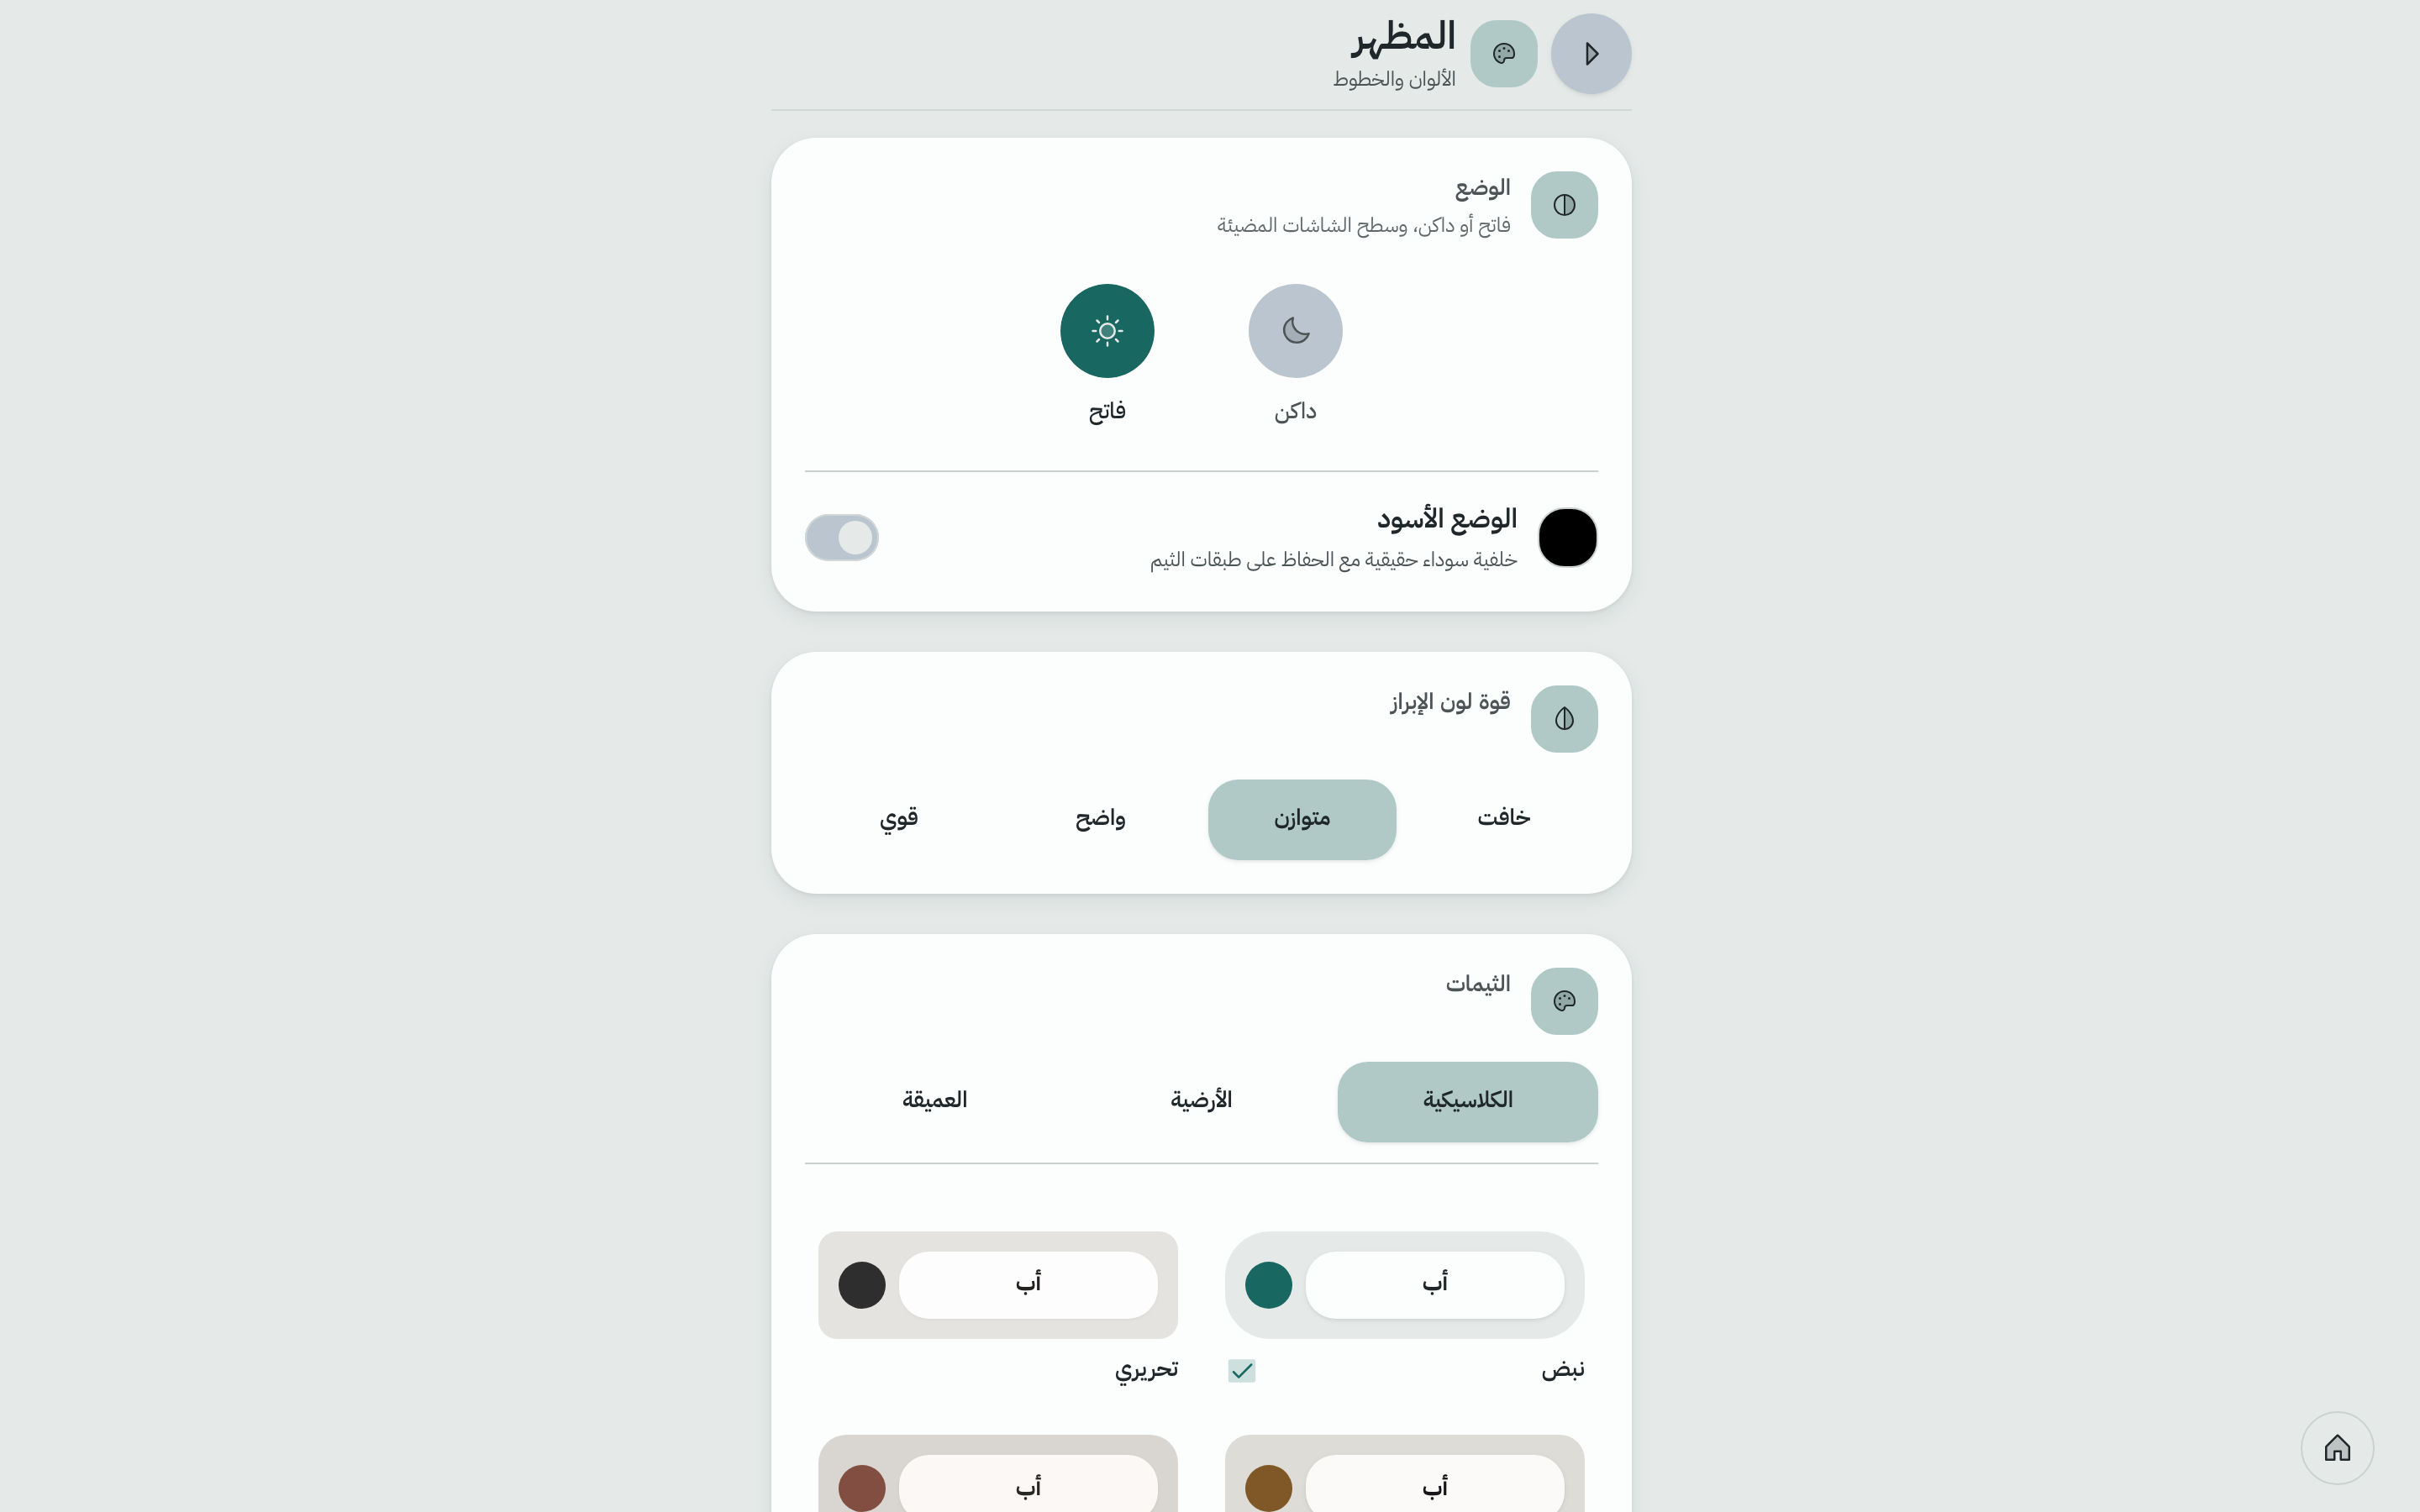 المظهر
الألوان والخطوط
الوضع
فاتح أو داكن، وسطح الشاشات المضيئة
داكن
فاتح
الوضع الأسود
خلفية سوداء حقيقية مع الحفاظ على طبقات الثيم
قوة لون الإبراز
خافت
متوازن
واضح
قوي
الثيمات
الكلاسيكية
الأرضية
العميقة
أب
أب
نبض
تحريري
أب
أب